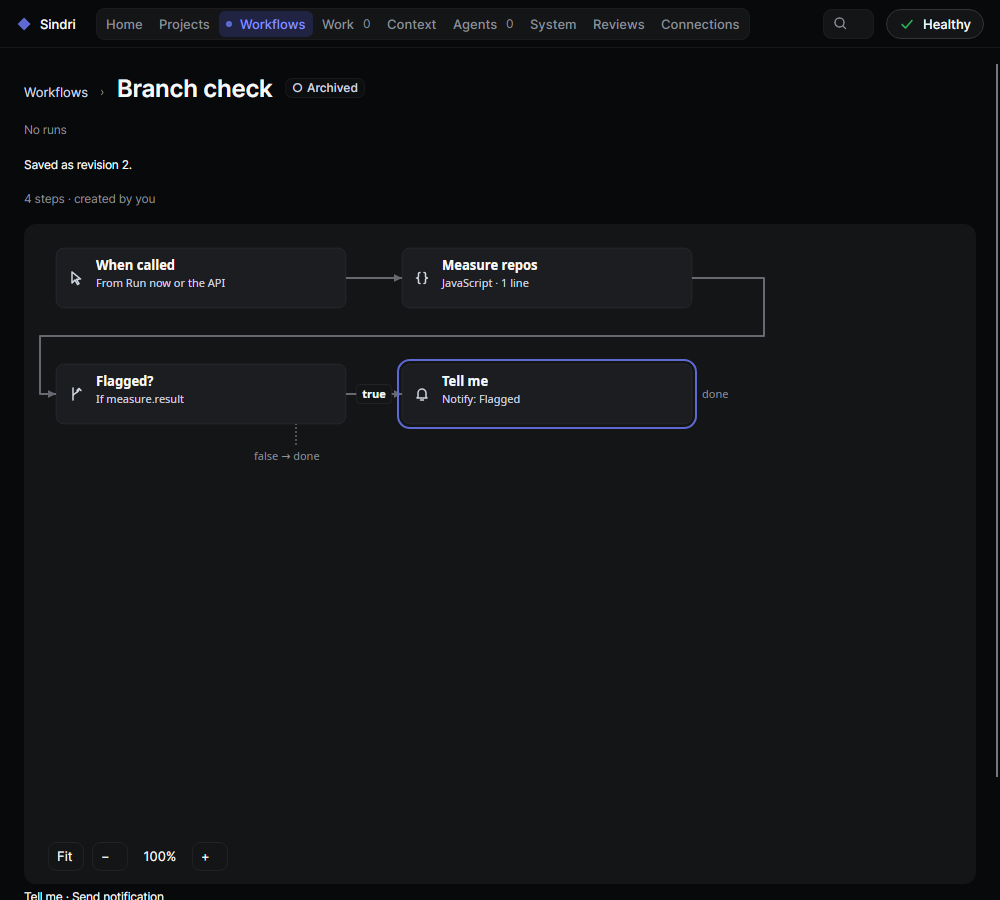 Sindri Home Projects Workflows Work 0 Context Agents 0 System Reviews Connections Healthy
Workflows › Branch check Archived
No runs
Saved as revision 2.
4 steps · created by you
When called
From Run now or the API
Measure repos
JavaScript · 1 line
Flagged?
If measure.result
true
Tell me
Notify: Flagged
done
false → done
Fit − 100% +
Tell me · Send notification